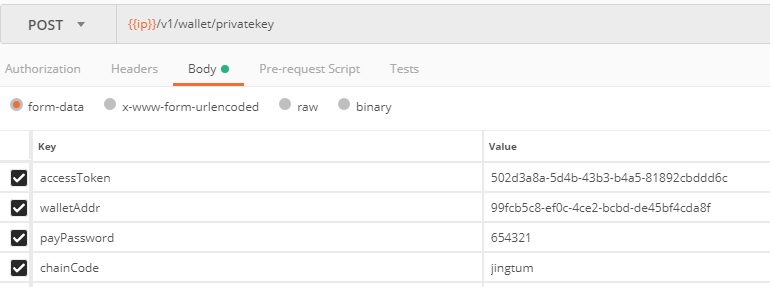 POST {{ip}}/v1/wallet/privatekey
Authorization Headers Body Pre-request Script Tests
form-data x-www-form-urlencoded raw binary
Key Value
accessToken 502d3a8a-5d4b-43b3-b4a5-81892cbddd6c
walletAddr 99fcb5c8-ef0c-4ce2-bcbd-de45bf4cda8f
payPassword 654321
chainCode jingtum